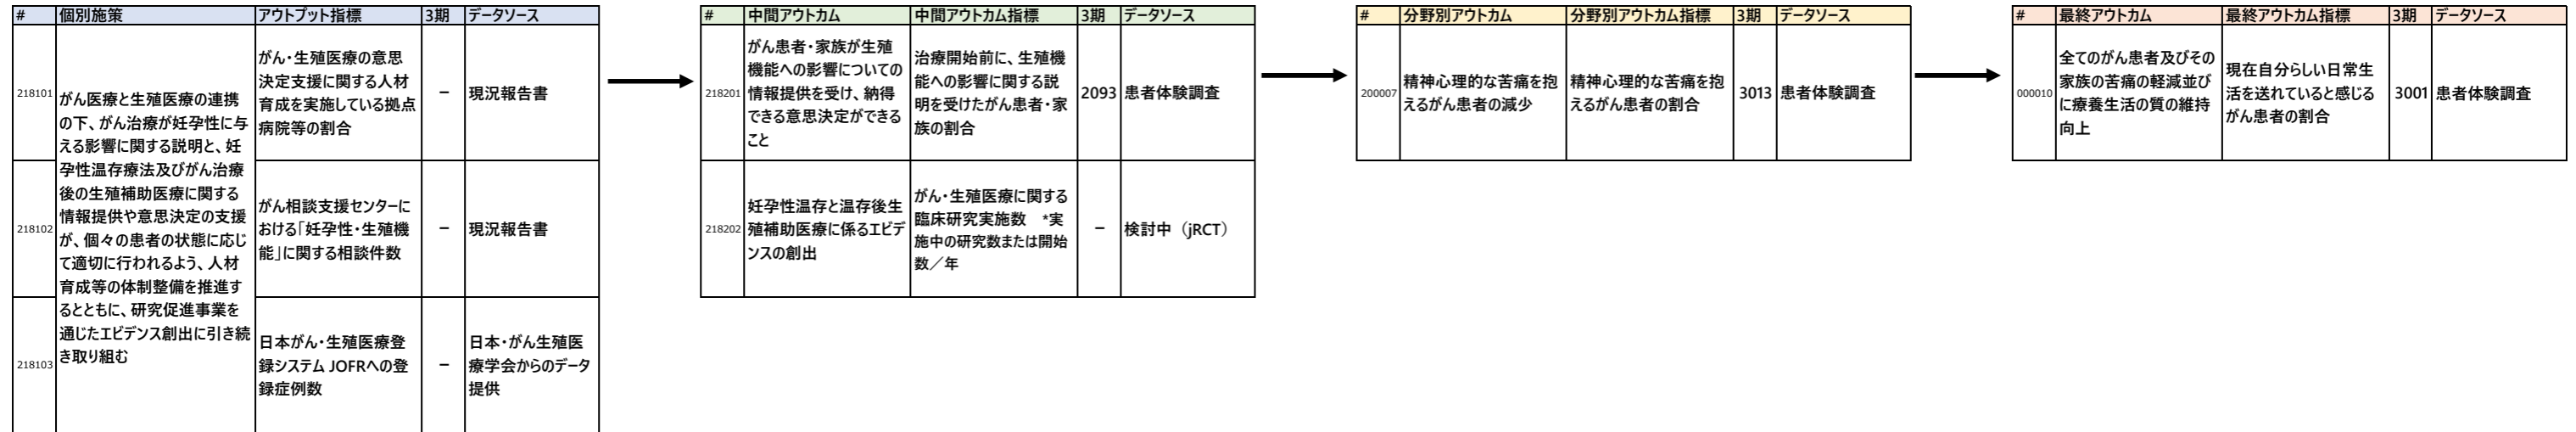 # 個別施策 アウトプット指標 3期 データソース
218101
がん医療と生殖医療の連携
の下、がん治療が妊孕性に与
える影響に関する説明と、妊
孕性温存療法及びがん治療
後の生殖補助医療に関する
情報提供や意思決定の支援
が、個々の患者の状態に応じ
て適切に行われるよう、人材
育成等の体制整備を推進す
るとともに、研究促進事業を
通じたエビデンス創出に引き続
き取り組む
がん・生殖医療の意思
決定支援に関する人材
育成を実施している拠点
病院等の割合
－
現況報告書
218102
がん相談支援センターに
おける「妊孕性・生殖機
能」に関する相談件数
－
現況報告書
218103
日本がん・生殖医療登
録システム JOFRへの登
録症例数
－
日本・がん生殖医
療学会からのデータ
提供
# 中間アウトカム 中間アウトカム指標 3期 データソース
218201
がん患者・家族が生殖
機能への影響についての
情報提供を受け、納得
できる意思決定ができる
こと
治療開始前に、生殖機
能への影響に関する説
明を受けたがん患者・家
族の割合
2093
患者体験調査
218202
妊孕性温存と温存後生
殖補助医療に係るエビデ
ンスの創出
がん・生殖医療に関する
臨床研究実施数 *実
施中の研究数または開始
数／年
－
検討中（jRCT）
# 分野別アウトカム 分野別アウトカム指標 3期 データソース
200007
精神心理的な苦痛を抱
えるがん患者の減少
精神心理的な苦痛を抱
えるがん患者の割合
3013
患者体験調査
# 最終アウトカム 最終アウトカム指標 3期 データソース
000010
全てのがん患者及びその
家族の苦痛の軽減並び
に療養生活の質の維持
向上
現在自分らしい日常生
活を送れていると感じる
がん患者の割合
3001
患者体験調査